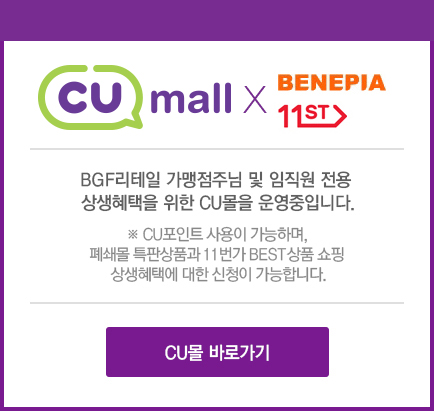 CU mall X BENEPIA
11ST
BGF리테일 가맹점주님 및 임직원 전용
상생혜택을 위한 CU몰을 운영중입니다.
※ CU포인트 사용이 가능하며,
폐쇄몰 특판상품과 11번가 BEST상품 쇼핑
상생혜택에 대한 신청이 가능합니다.
CU몰 바로가기